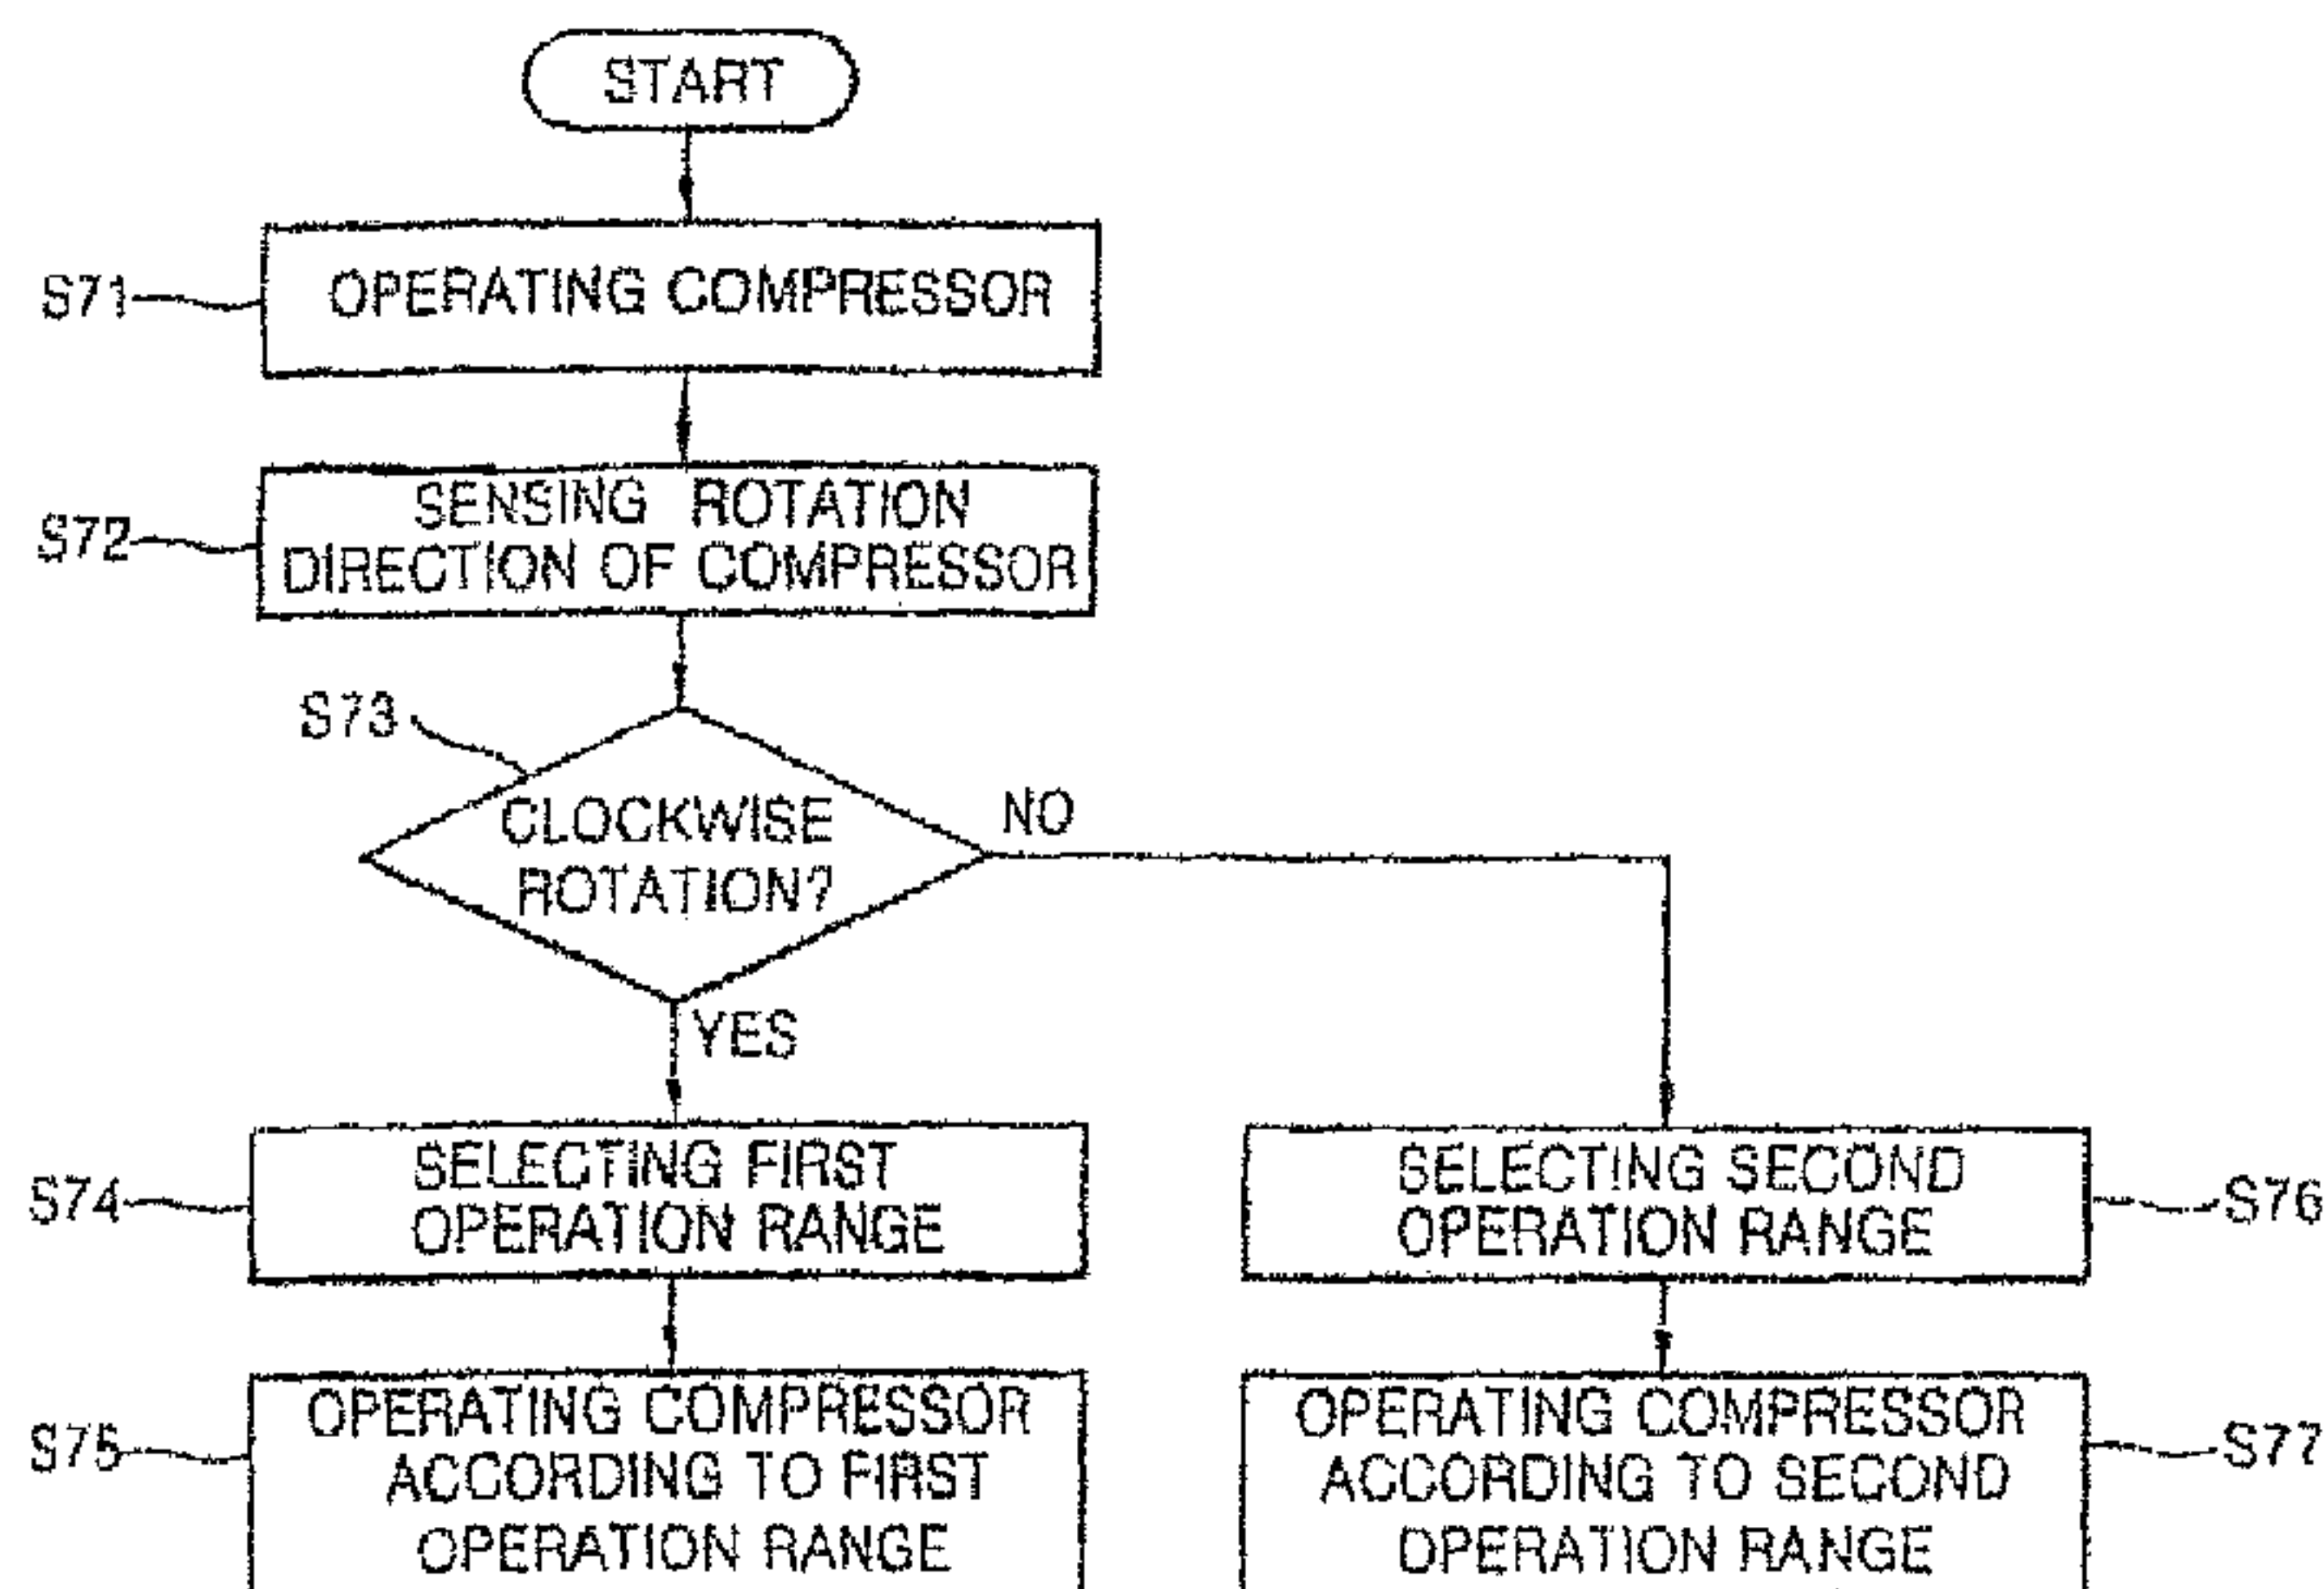 START
S71
OPERATING COMPRESSOR
S72
SENSING ROTATION
DIRECTION OF COMPRESSOR
S73
CLOCKWISE
ROTATION?
NO
YES
S74
SELECTING FIRST
OPERATION RANGE
SELECTING SECOND
OPERATION RANGE
S76
S75
OPERATING COMPRESSOR
ACCORDING TO FIRST
OPERATION RANGE
OPERATING COMPRESSOR
ACCORDING TO SECOND
OPERATION RANGE
S77